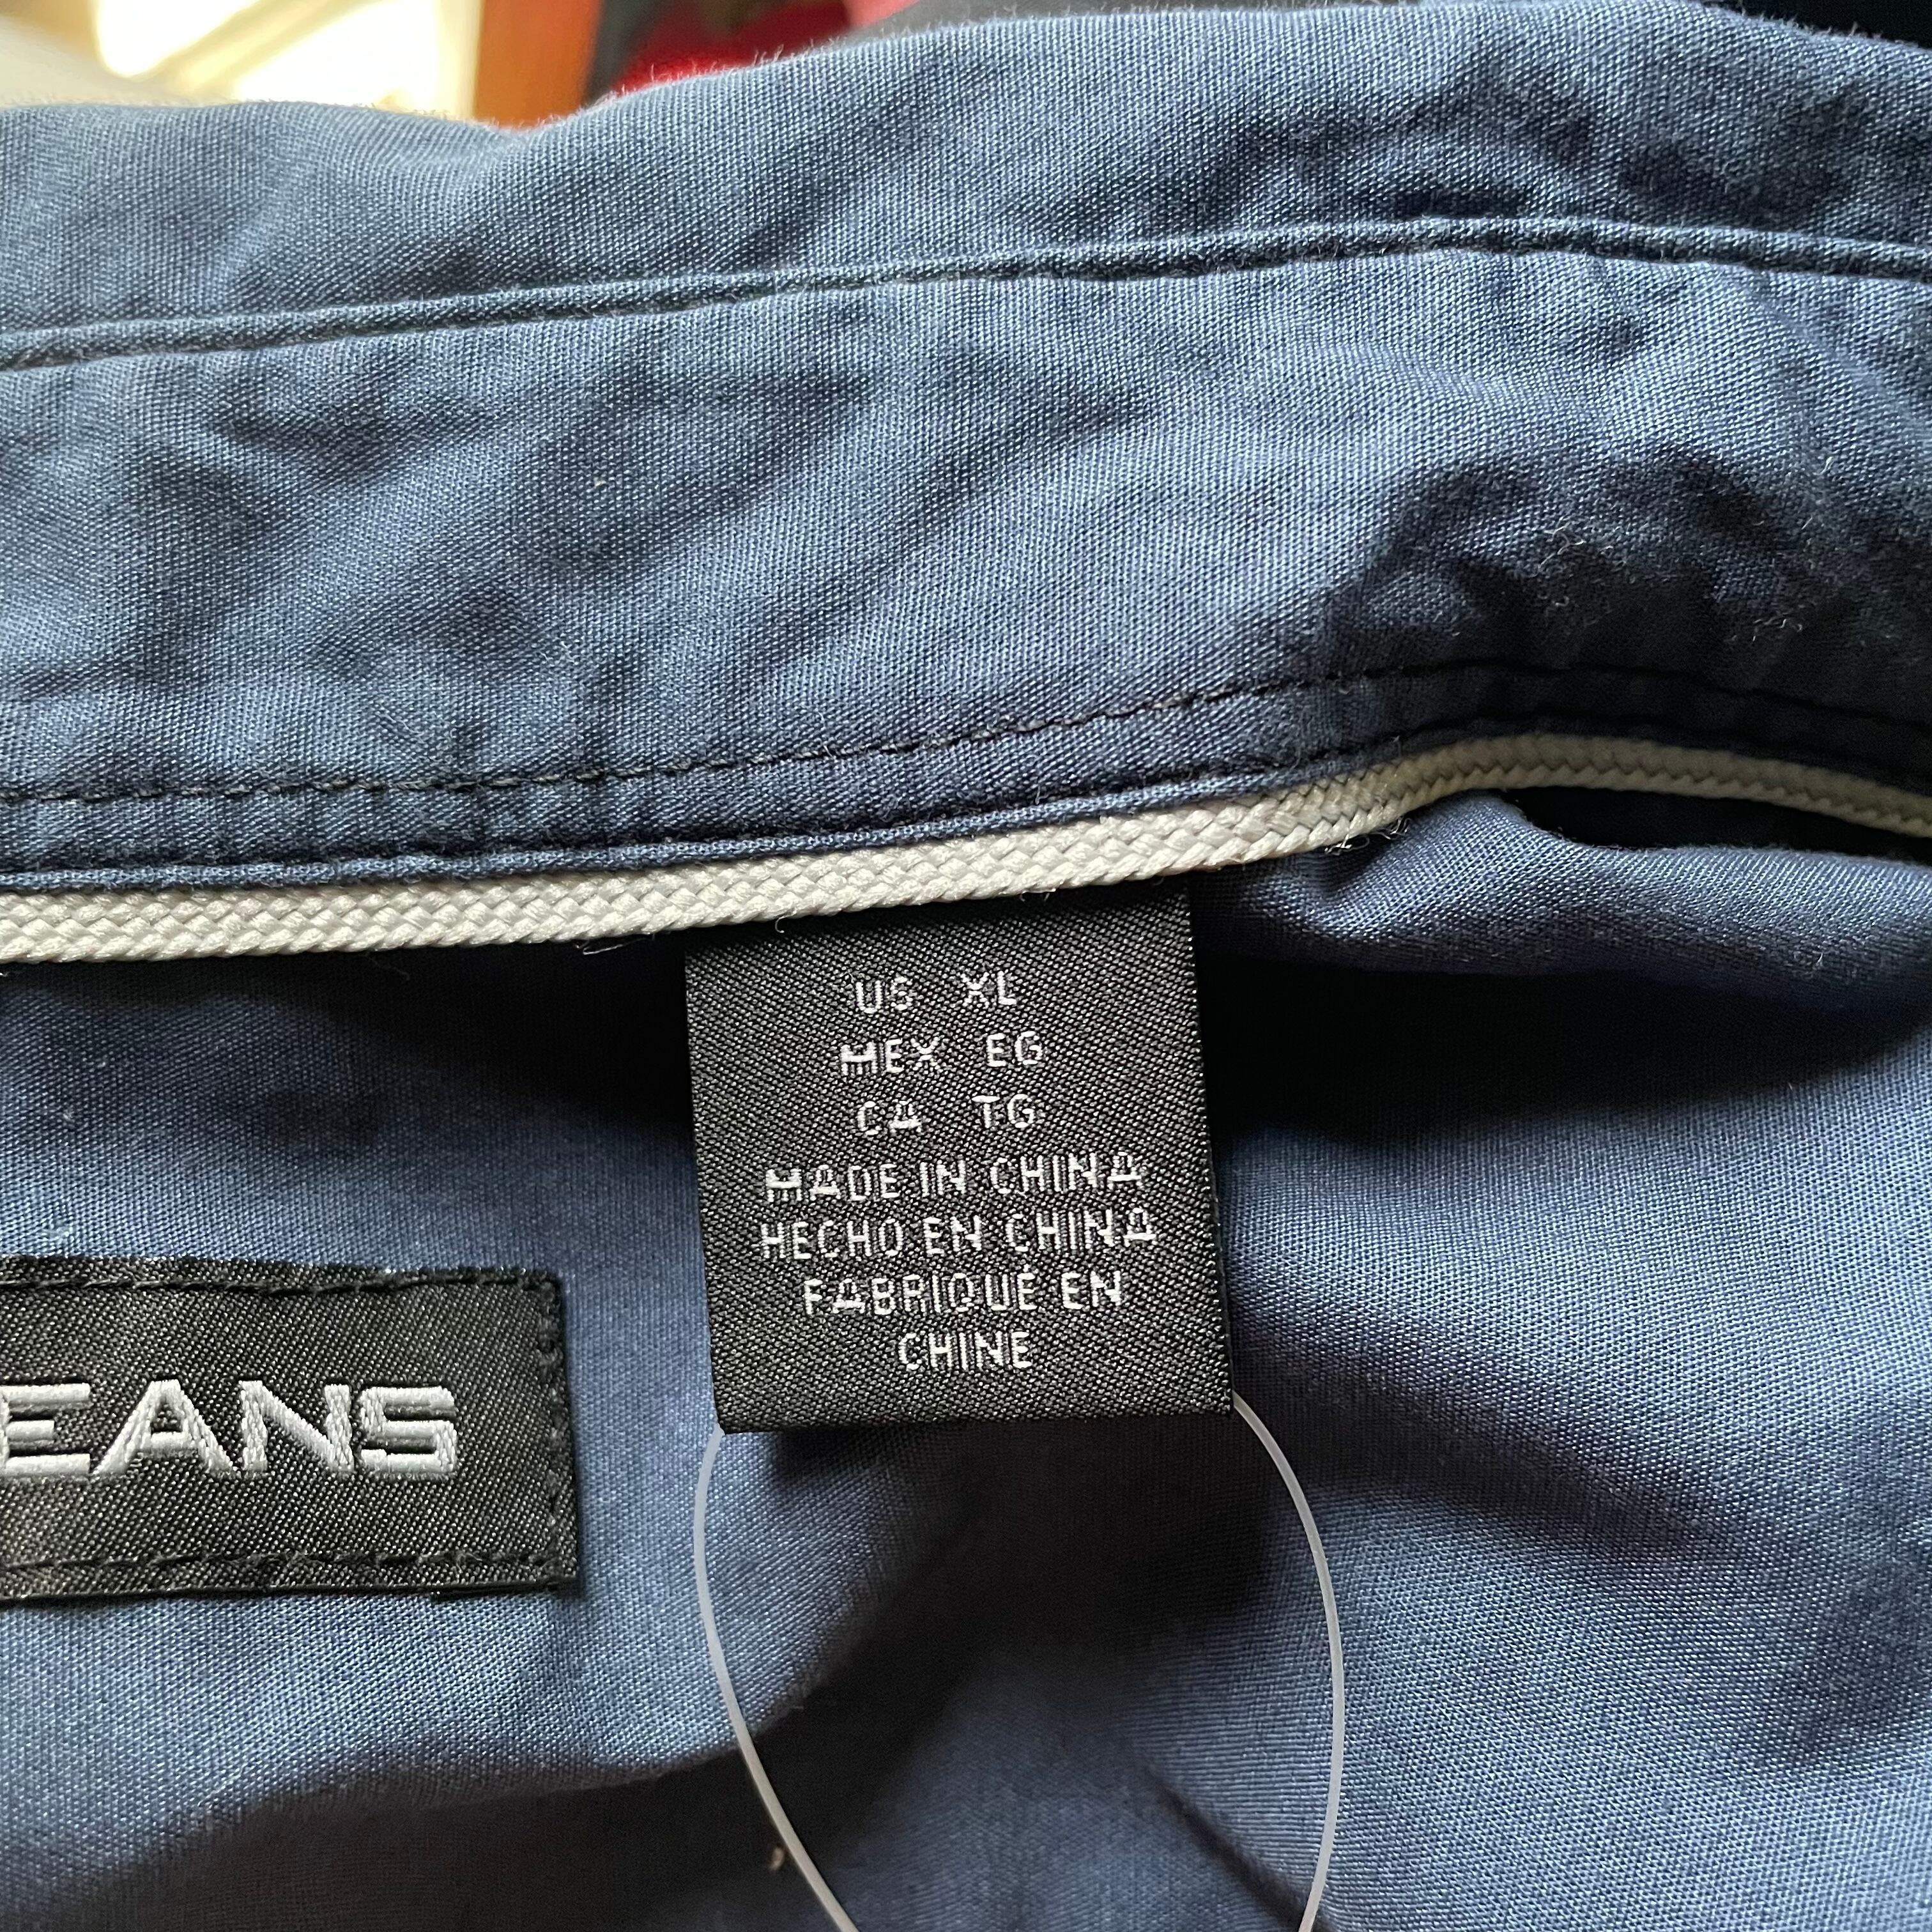 US XL
MEX EG
CA TG
MADE IN CHINA
HECHO EN CHINA
FABRIQUÉ EN
CHINE
EANS